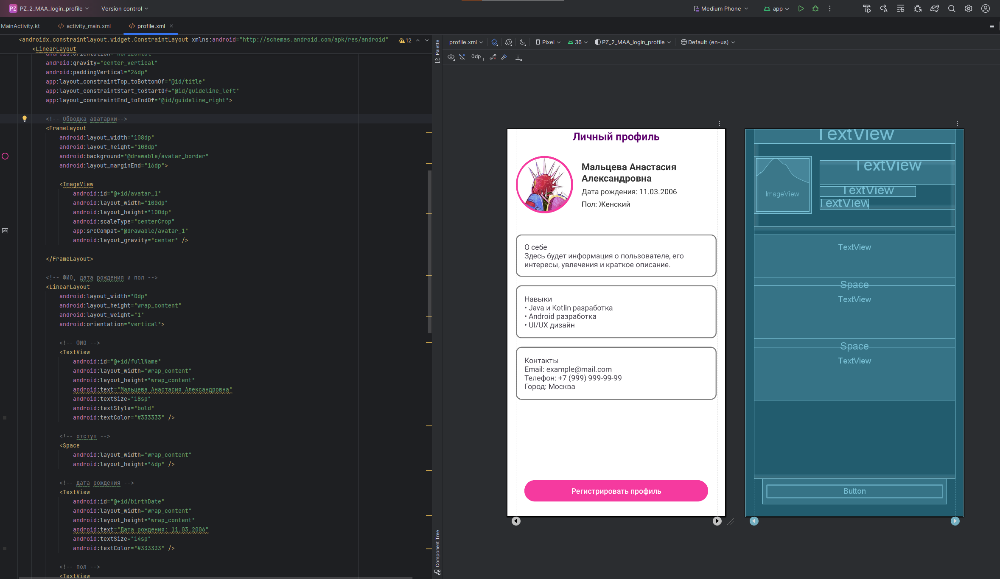 PZ PZ_2_MAA_login_profile Version control Medium Phone app
MainActivity.kt </> activity_main.xml </> profile.xml
<androidx.constraintlayout.widget.ConstraintLayout xmlns:android="http://schemas.android.com/apk/res/android" 12
<LinearLayout
android:orientation="horizontal"
android:gravity="center_vertical"
android:paddingVertical="24dp"
app:layout_constraintTop_toBottomOf="@id/title"
app:layout_constraintStart_toStartOf="@id/guideline_left"
app:layout_constraintEnd_toEndOf="@id/guideline_right">
<!-- Обводка аватарки-->
<FrameLayout
android:layout_width="108dp"
android:layout_height="108dp"
android:background="@drawable/avatar_border"
android:layout_marginEnd="16dp">
<ImageView
android:id="@+id/avatar_1"
android:layout_width="100dp"
android:layout_height="100dp"
android:scaleType="centerCrop"
app:srcCompat="@drawable/avatar_1"
android:layout_gravity="center" />
</FrameLayout>
<!-- ФИО, дата рождения и пол -->
<LinearLayout
android:layout_width="0dp"
android:layout_height="wrap_content"
android:layout_weight="1"
android:orientation="vertical">
<!-- ФИО -->
<TextView
android:id="@+id/fullName"
android:layout_width="wrap_content"
android:layout_height="wrap_content"
android:text="Мальцева Анастасия Александровна"
android:textSize="18sp"
android:textStyle="bold"
android:textColor="#333333" />
<!-- отступ -->
<Space
android:layout_width="wrap_content"
android:layout_height="4dp" />
<!-- дата рождения -->
<TextView
android:id="@+id/birthDate"
android:layout_width="wrap_content"
android:layout_height="wrap_content"
android:text="Дата рождения: 11.03.2006"
android:textSize="14sp"
android:textColor="#333333" />
<!-- пол -->
<TextView
Palette
Component Tree
profile.xml Pixel 36 PZ_2_MAA_login_profile Default (en-us)
0dp
Личный профиль
Мальцева Анастасия
Александровна
Дата рождения: 11.03.2006
Пол: Женский
О себе
Здесь будет информация о пользователе, его
интересы, увлечения и краткое описание.
Навыки
• Java и Kotlin разработка
• Android разработка
• UI/UX дизайн
Контакты
Email: example@mail.com
Телефон: +7 (999) 999-99-99
Город: Москва
Регистрировать профиль
TextView
TextView
ImageView
TextView
TextView
TextView
Space
TextView
Space
TextView
Button